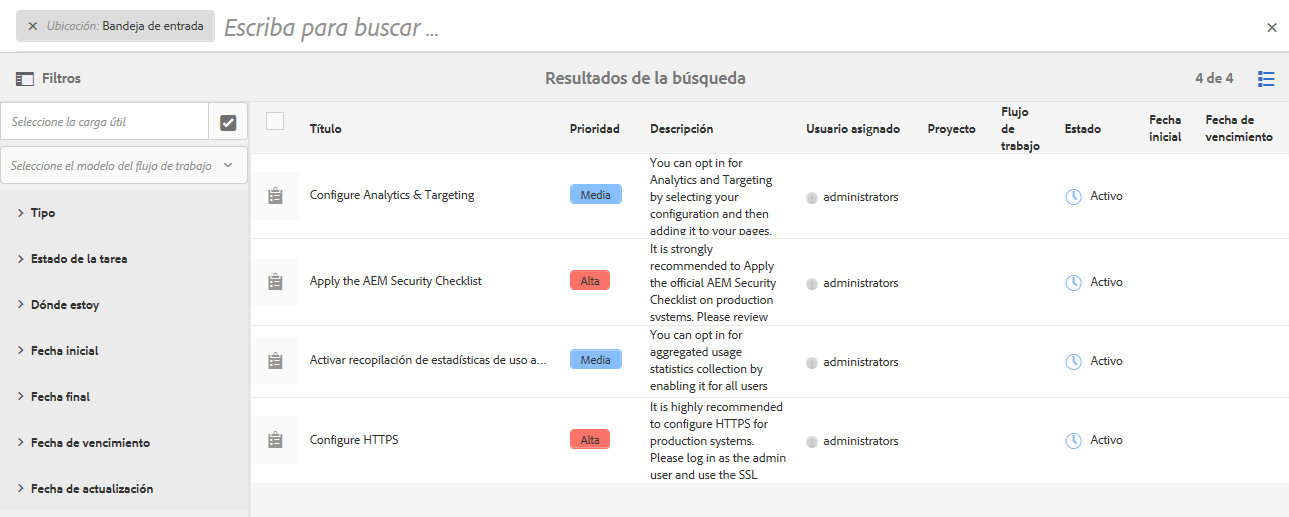 Ubicación: Bandeja de entrada
Escriba para buscar ...
Filtros
Resultados de la búsqueda
4 de 4
Seleccione la carga útil
Seleccione el modelo del flujo de trabajo
Tipo
Estado de la tarea
Dónde estoy
Fecha inicial
Fecha final
Fecha de vencimiento
Fecha de actualización
Título
Prioridad
Descripción
Usuario asignado
Proyecto
Flujo
de
trabajo
Estado
Fecha
inicial
Fecha de
vencimiento
Configure Analytics & Targeting
Media
You can opt in for
Analytics and Targeting
by selecting your
configuration and then
adding it to your pages.
administrators
Activo
Apply the AEM Security Checklist
Alta
It is strongly
recommended to Apply
the official AEM Security
Checklist on production
systems. Please review
administrators
Activo
Activar recopilación de estadísticas de uso a...
Media
You can opt in for
aggregated usage
statistics collection by
enabling it for all users
administrators
Activo
Configure HTTPS
Alta
It is highly recommended
to configure HTTPS for
production systems.
Please log in as the admin
user and use the SSL
administrators
Activo